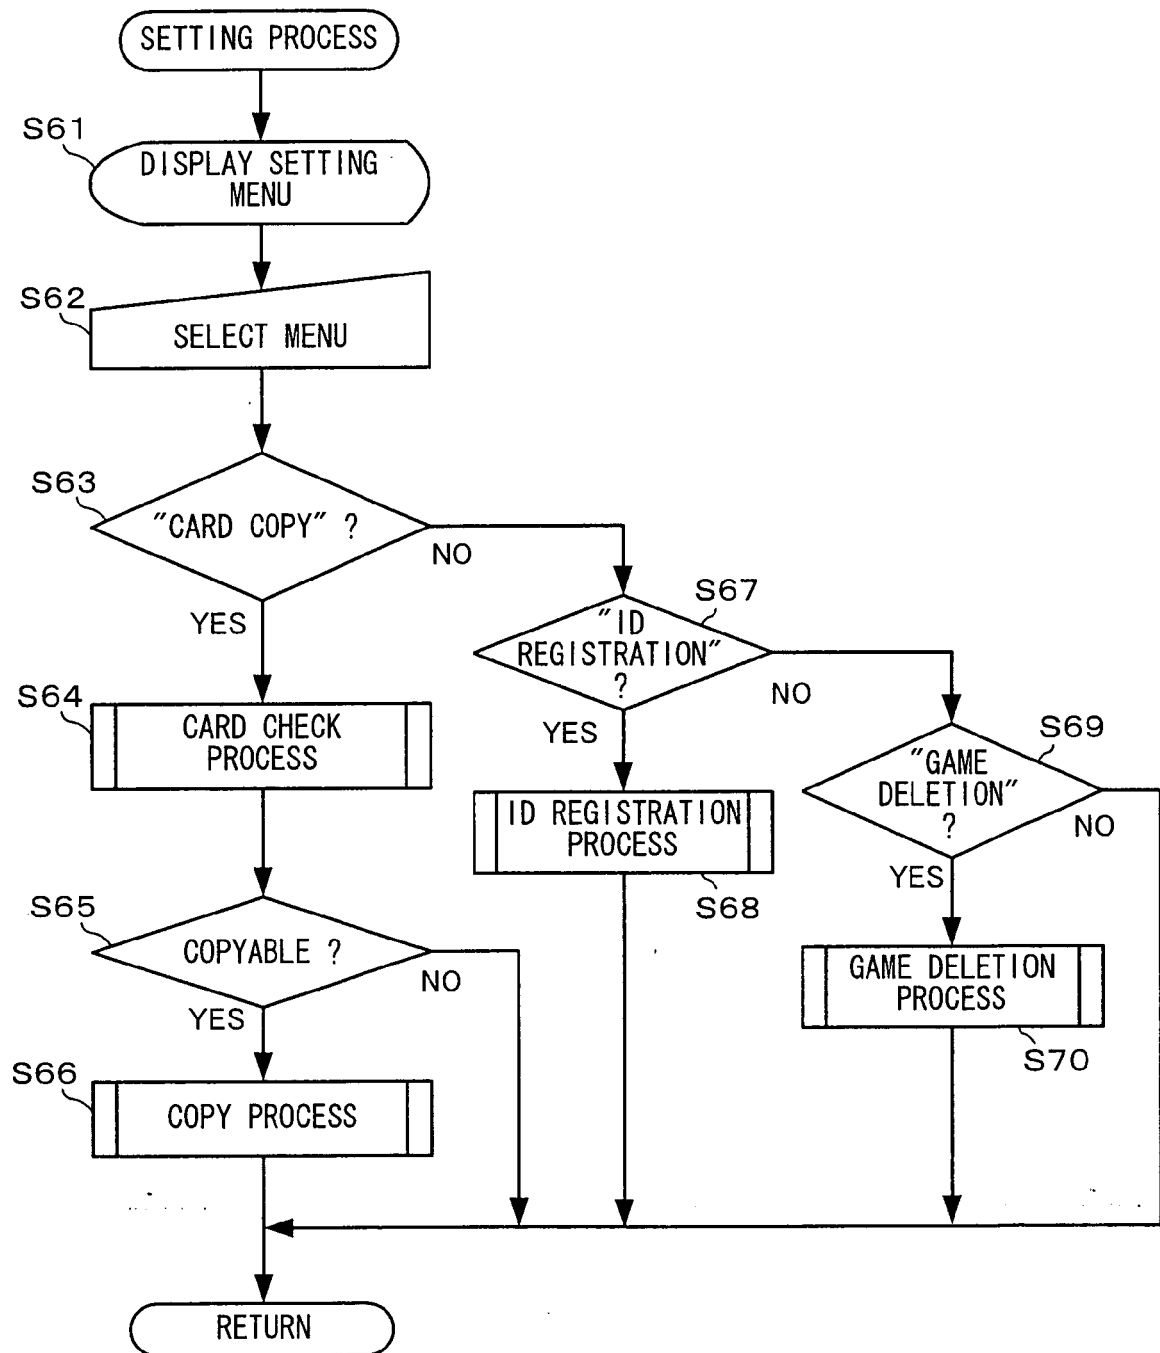 SETTING PROCESS
S61
DISPLAY SETTING
MENU
S62
SELECT MENU
S63
"CARD COPY" ?
NO
YES
S67
"ID
REGISTRATION"
?
NO
YES
S64
CARD CHECK
PROCESS
S69
"GAME
DELETION"
?
NO
YES
ID REGISTRATION
PROCESS
S68
S65
COPYABLE ?
NO
YES
GAME DELETION
PROCESS
S70
S66
COPY PROCESS
RETURN